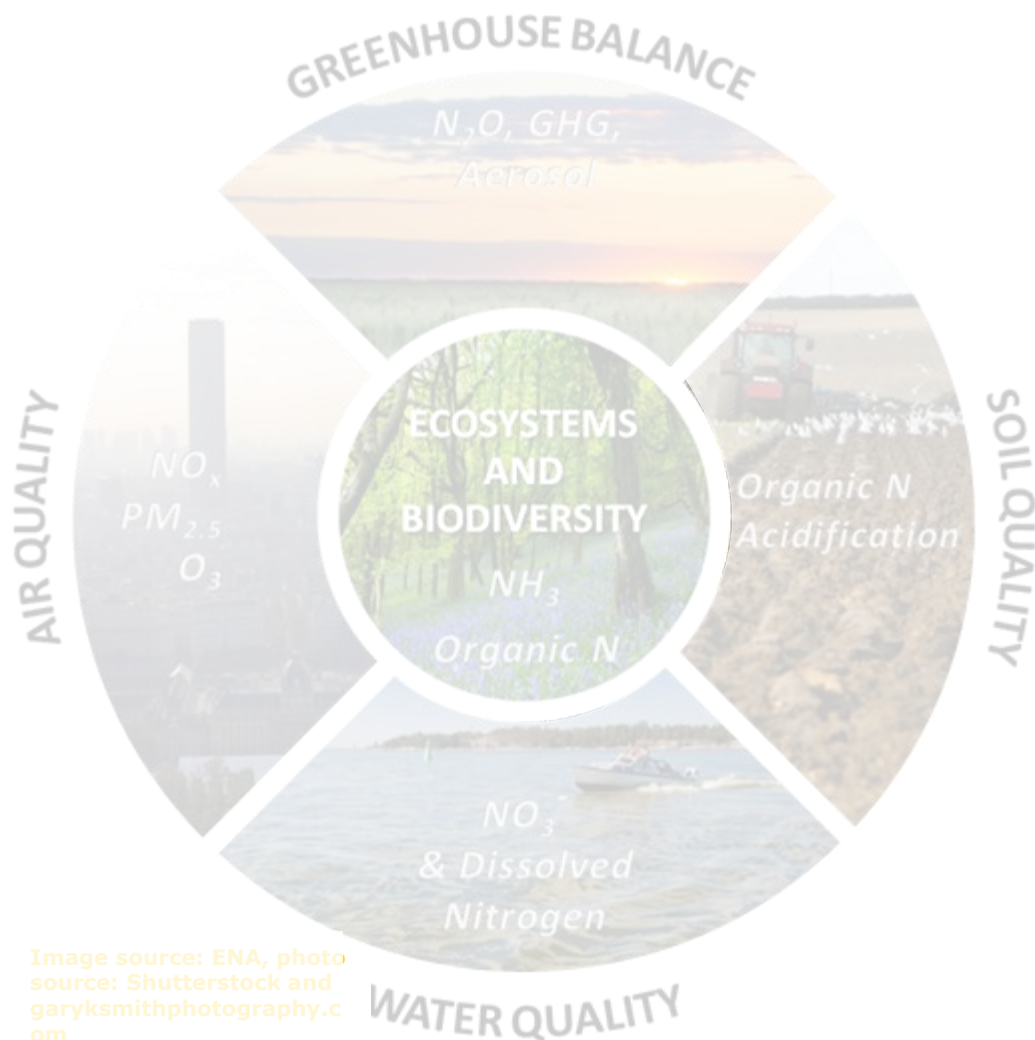 GREENHOUSE BALANCE
N₂O, GHG,
Aerosol
AIR QUALITY
NOₓ
PM₂.₅
O₃
ECOSYSTEMS
AND
BIODIVERSITY
NH₃
Organic N
SOIL QUALITY
Organic N
Acidification
NO₃⁻
& Dissolved
Nitrogen
WATER QUALITY
Image source: ENA, photo
source: Shutterstock and
garyksmithphotography.c
om